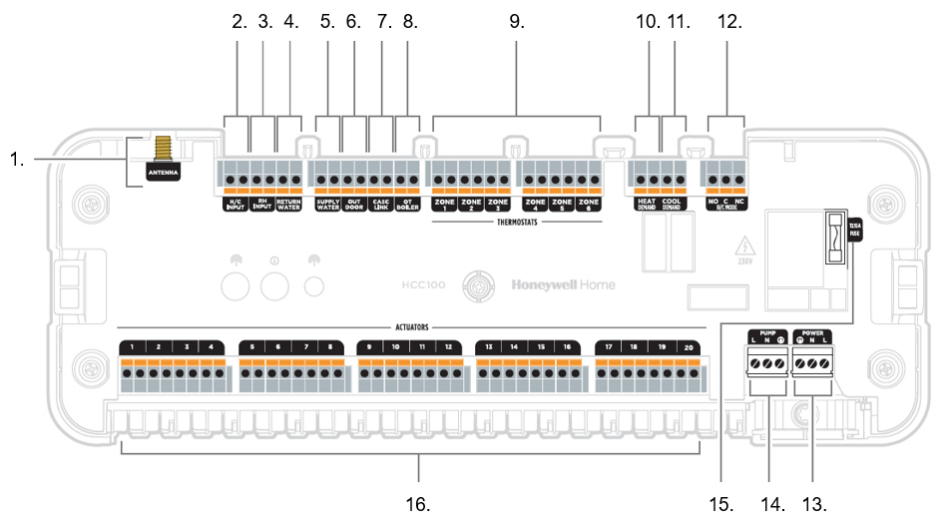 2. 3. 4. 5. 6. 7. 8. 9. 10. 11. 12.
1.
ANTENNA
H/C INPUT
RH INPUT
RETURN WATER
SUPPLY WATER
OUT DOOR
CASC LINK
OT BOILER
ZONE 1
ZONE 2
ZONE 3
ZONE 4
ZONE 5
ZONE 6
THERMOSTATS
HEAT DEMAND
COOL DEMAND
NO C NC
FUSE
230V
HCC100
Honeywell Home
ACTUATORS
1 2 3 4 5 6 7 8 9 10 11 12 13 14 15 16 17 18 19 20
PUMP
L N
POWER
N L
16. 15. 14. 13.